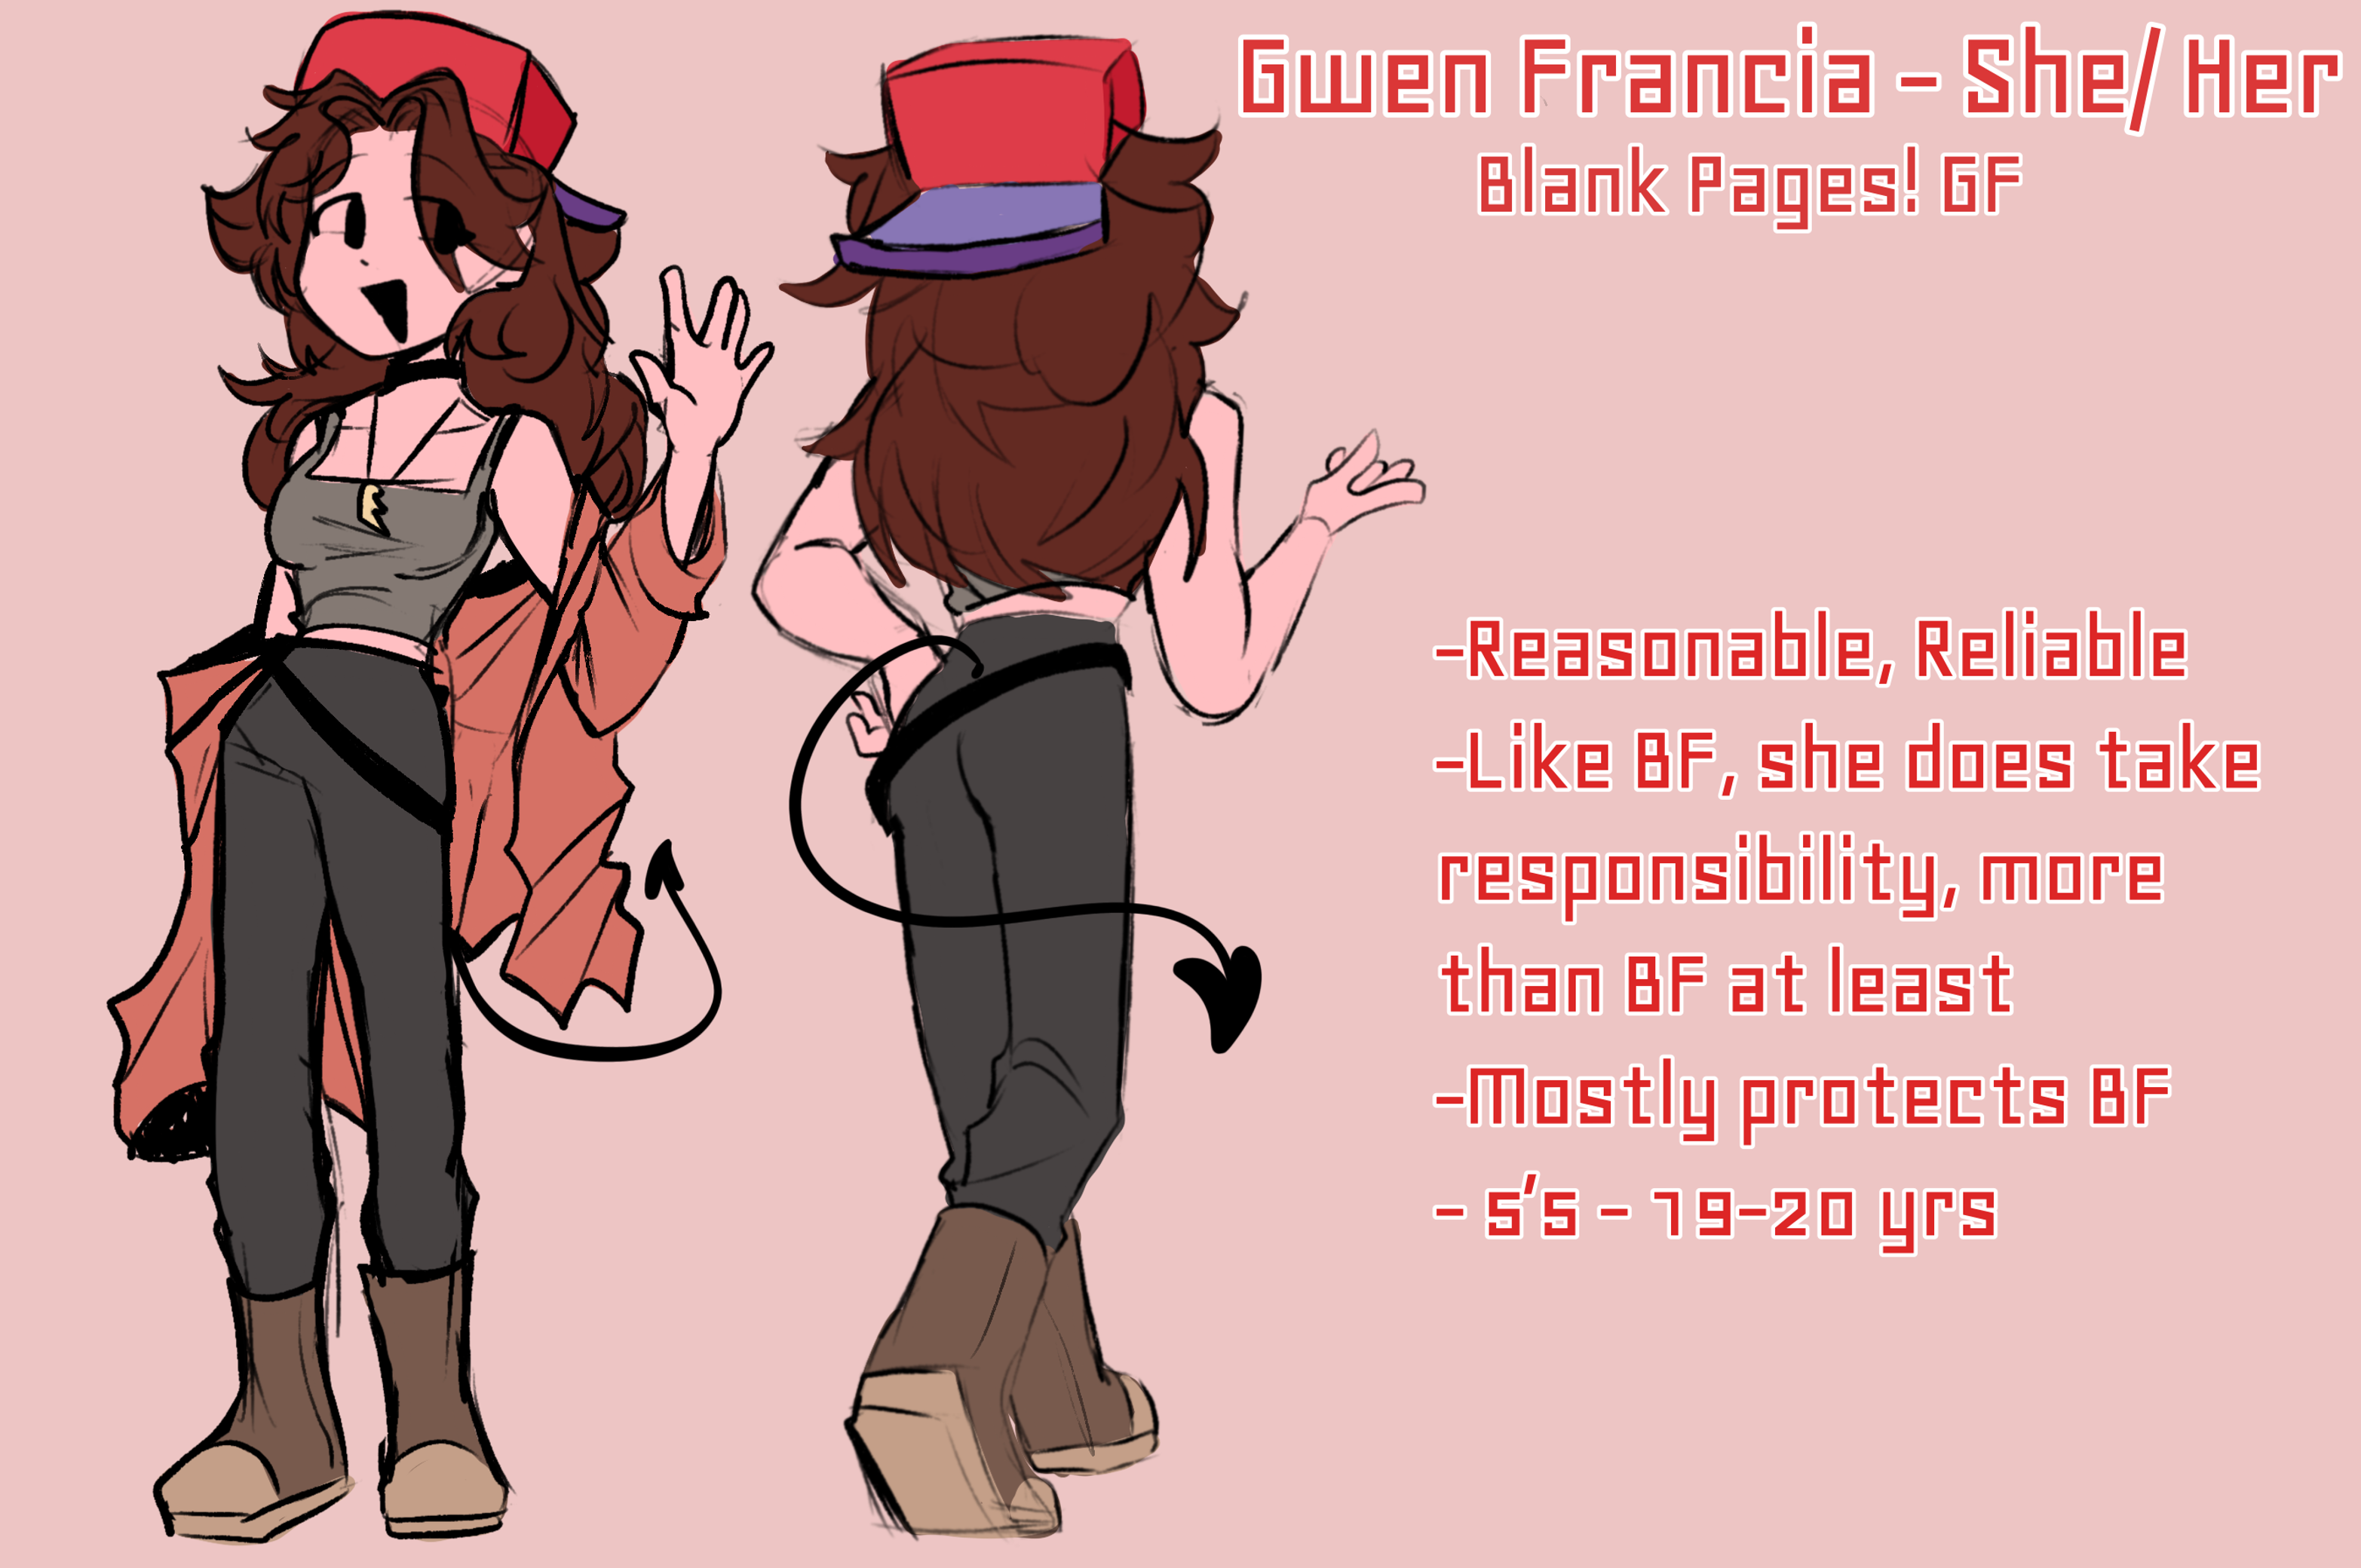 Gwen Francia - She/ Her
Blank Pages! GF
-Reasonable, Reliable
-Like BF, she does take
responsibility, more
than BF at least
-Mostly protects BF
- 5'5 - 19-20 yrs